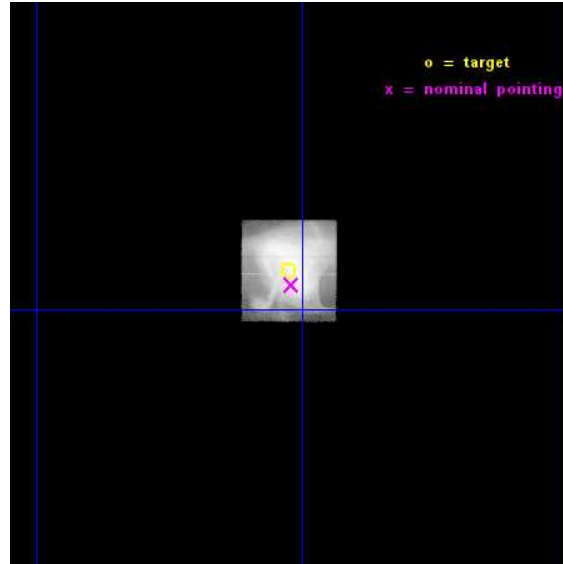 o = target
x = nominal pointing